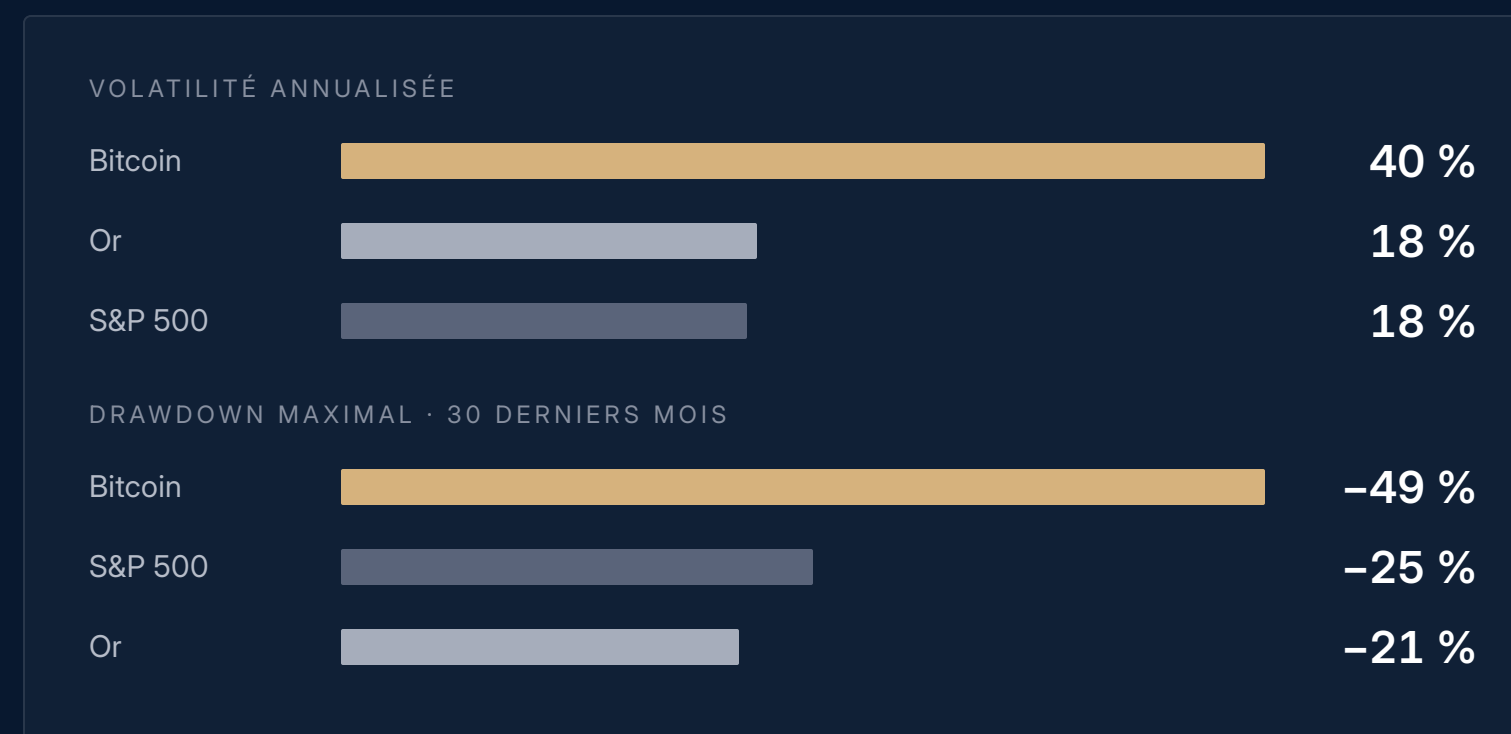 VOLATILITÉ ANNUALISÉE
Bitcoin 40 %
Or 18 %
S&P 500 18 %
DRAWDOWN MAXIMAL · 30 DERNIERS MOIS
Bitcoin −49 %
S&P 500 −25 %
Or −21 %